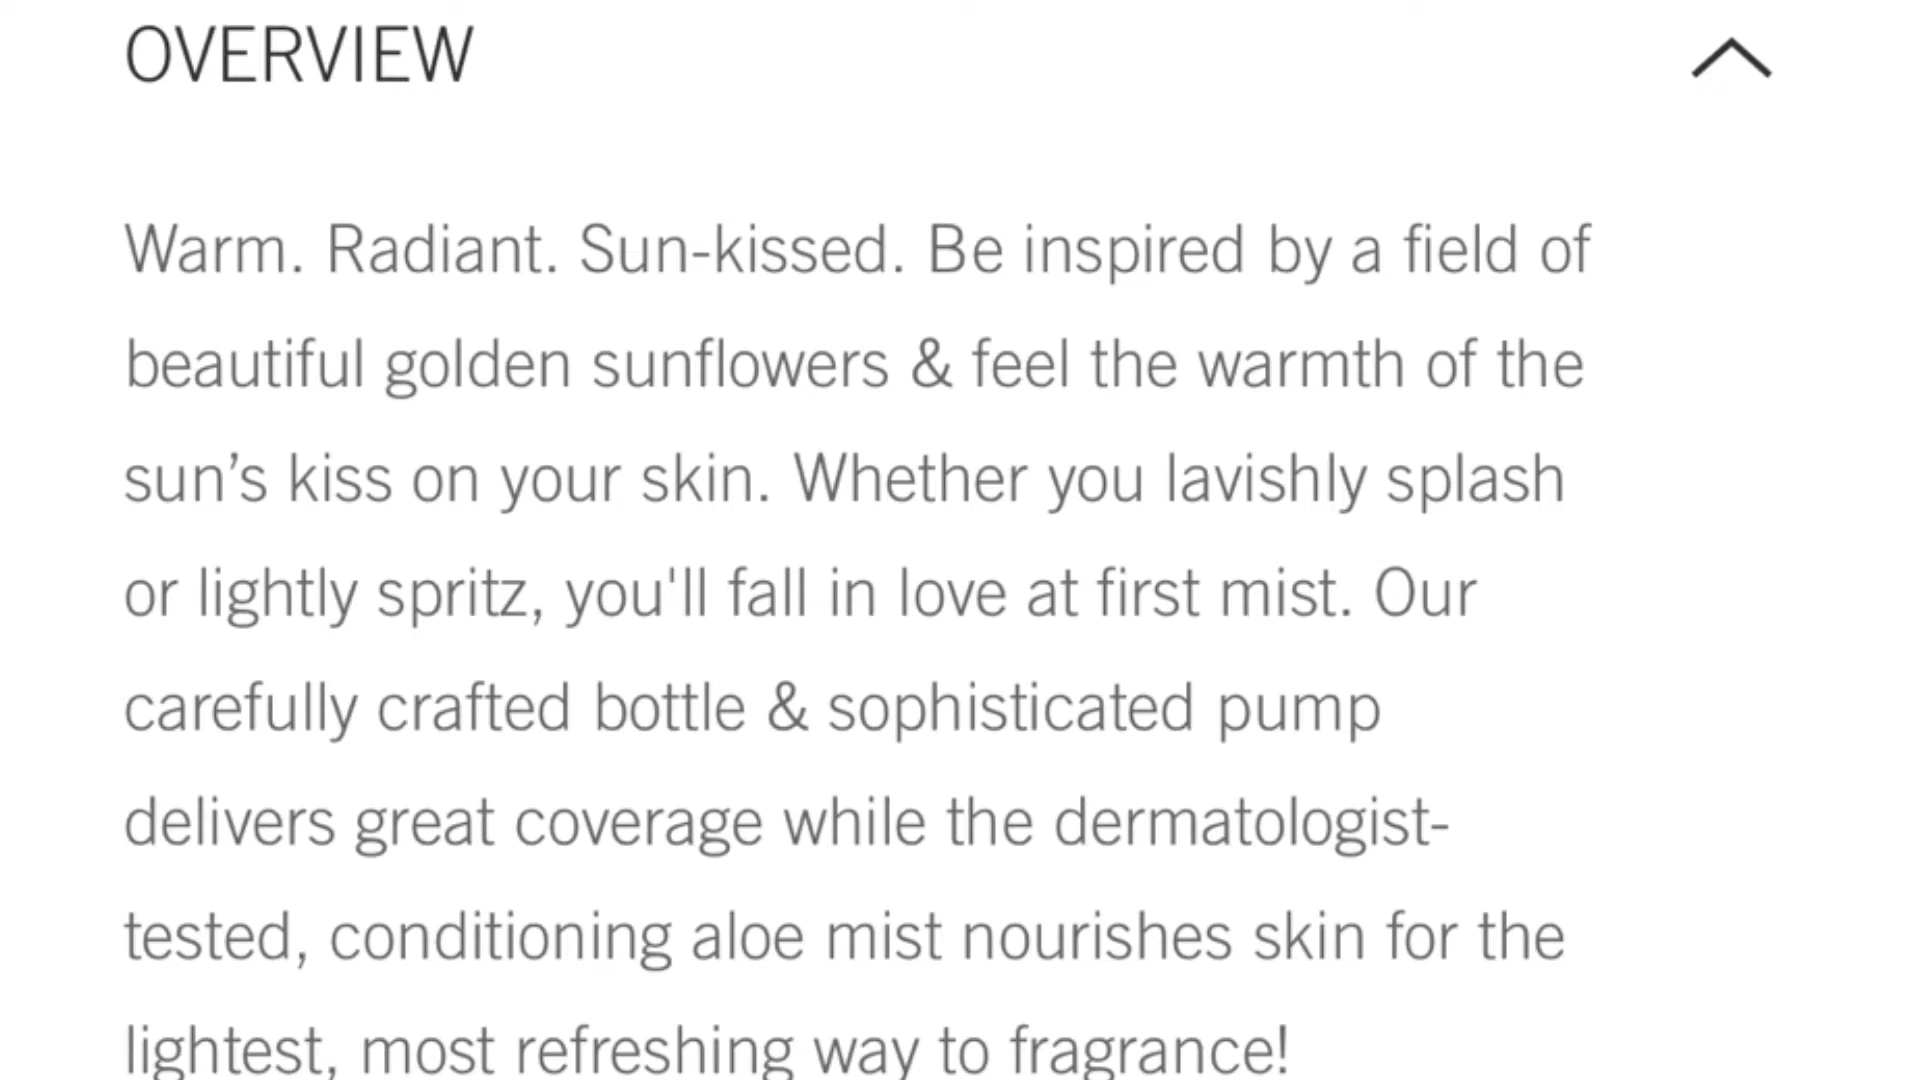 OVERVIEW
Warm. Radiant. Sun-kissed. Be inspired by a field of
beautiful golden sunflowers & feel the warmth of the
sun’s kiss on your skin. Whether you lavishly splash
or lightly spritz, you'll fall in love at first mist. Our
carefully crafted bottle & sophisticated pump
delivers great coverage while the dermatologist-
tested, conditioning aloe mist nourishes skin for the
lightest, most refreshing way to fragrance!